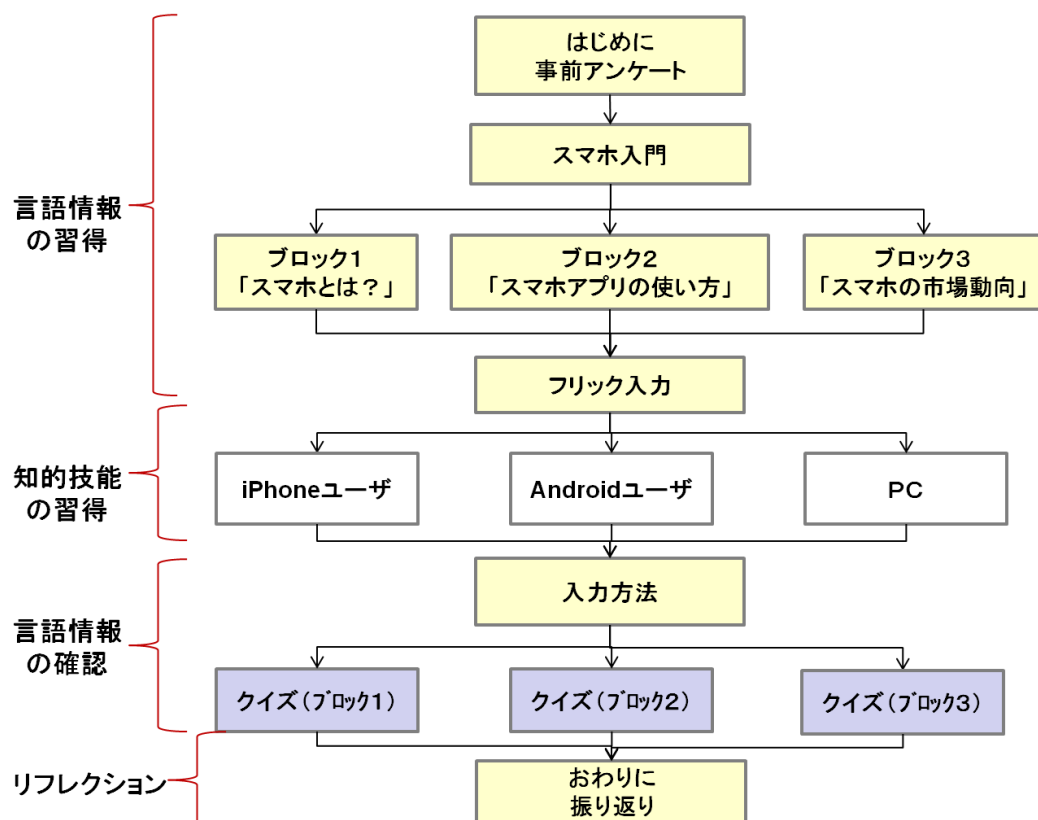 はじめに
事前アンケート
スマホ入門
言語情報
の習得
ブロック1
「スマホとは？」
ブロック2
「スマホアプリの使い方」
ブロック3
「スマホの市場動向」
フリック入力
知的技能
の習得
iPhoneユーザ
Androidユーザ
PC
入力方法
言語情報
の確認
クイズ（ブロック1）
クイズ（ブロック2）
クイズ（ブロック3）
リフレクション
おわりに
振り返り